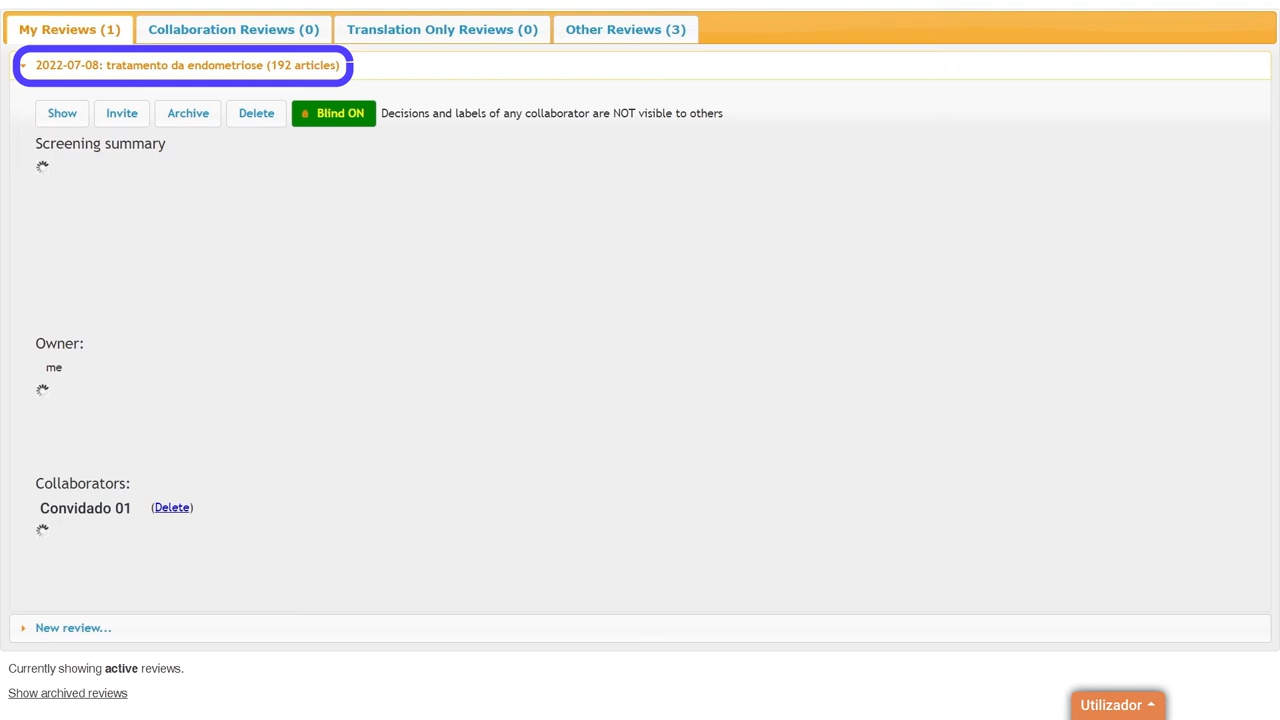 My Reviews (1) Collaboration Reviews (0) Translation Only Reviews (0) Other Reviews (3)
2022-07-08: tratamento da endometriose (192 articles)
Show Invite Archive Delete Blind ON Decisions and labels of any collaborator are NOT visible to others
Screening summary
Owner:
me
Collaborators:
Convidado 01 (Delete)
New review...
Currently showing active reviews.
Show archived reviews
Utilizador